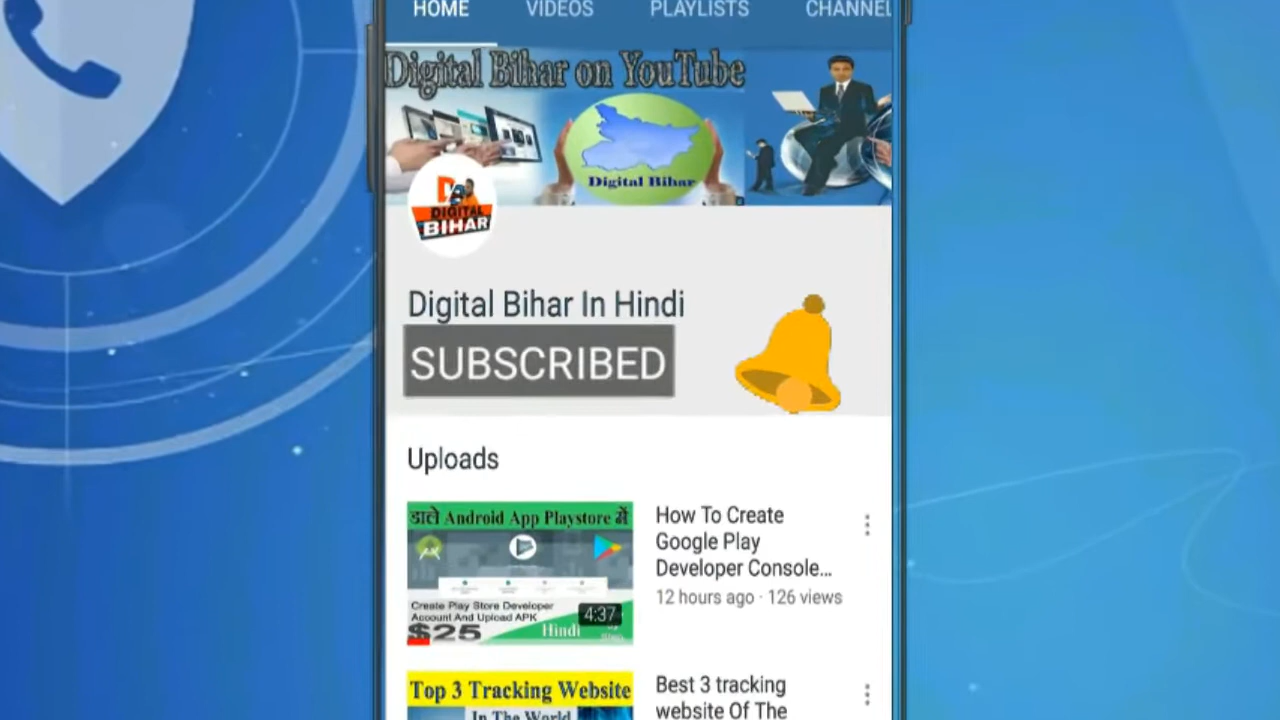 HOME VIDEOS PLAYLISTS CHANNEL
Digital Bihar on YouTube
Digital Bihar
DIGITAL
BIHAR
Digital Bihar In Hindi
SUBSCRIBED
Uploads
डाले Android App Playstore में
How To Create
Google Play
Developer Console...
12 hours ago · 126 views
Create Play Store Developer
Account And Upload APK
4:37
$25
Hindi
Top 3 Tracking Website
In The World
Best 3 tracking
website Of The